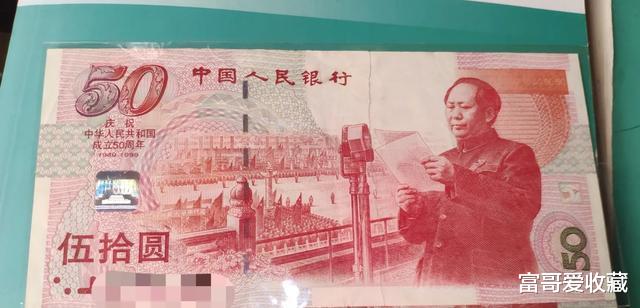 50
中国人民银行
庆祝
中华人民共和国
成立50周年
1949-1999
伍拾圆
50
富哥爱收藏